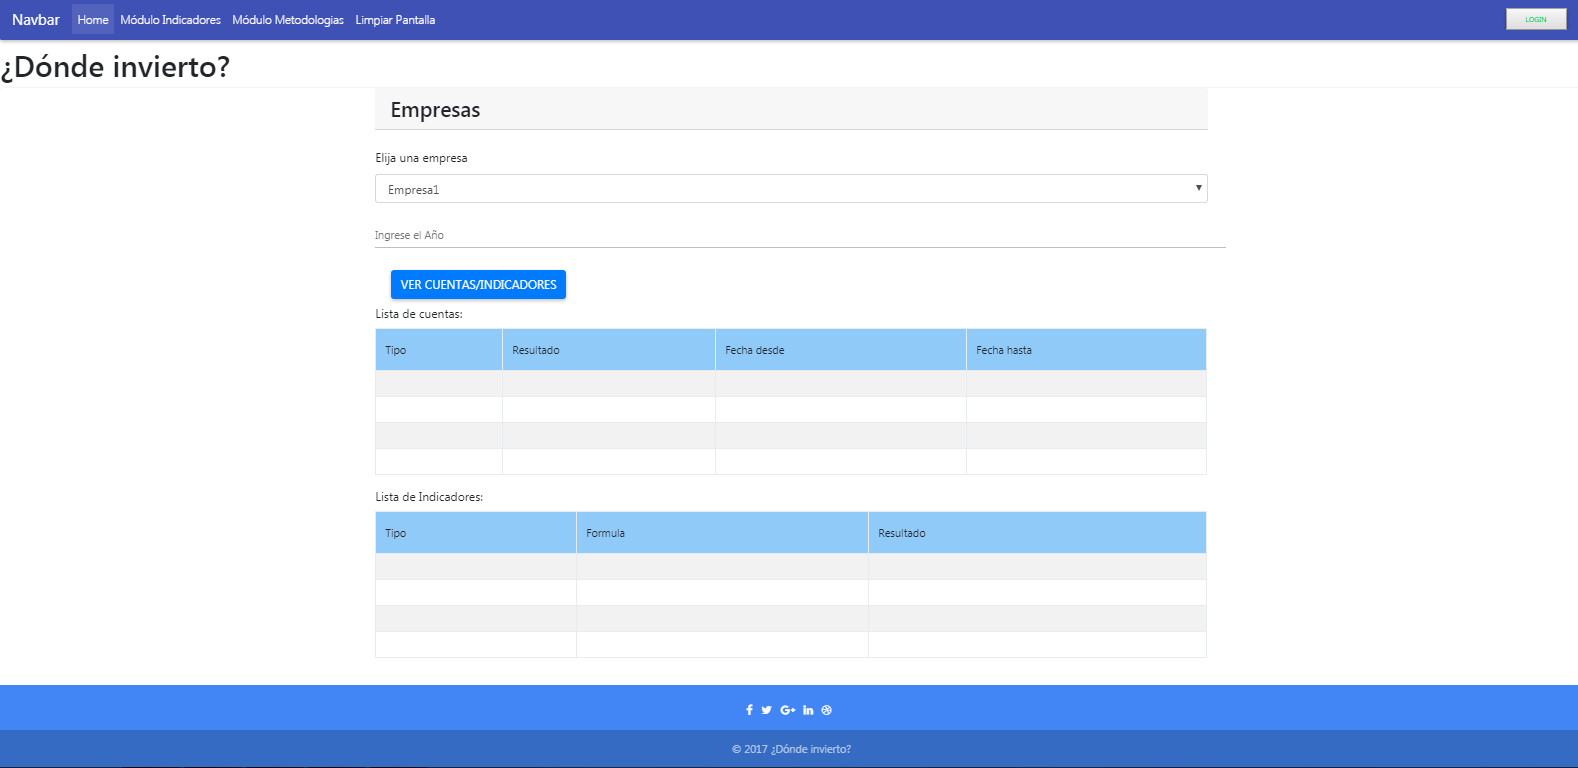 Navbar Home Módulo Indicadores Módulo Metodologias Limpiar Pantalla LOGIN
¿Dónde invierto?
Empresas
Elija una empresa
Empresa1
Ingrese el Año
VER CUENTAS/INDICADORES
Lista de cuentas:
Tipo Resultado Fecha desde Fecha hasta
Lista de Indicadores:
Tipo Formula Resultado
© 2017 ¿Dónde invierto?